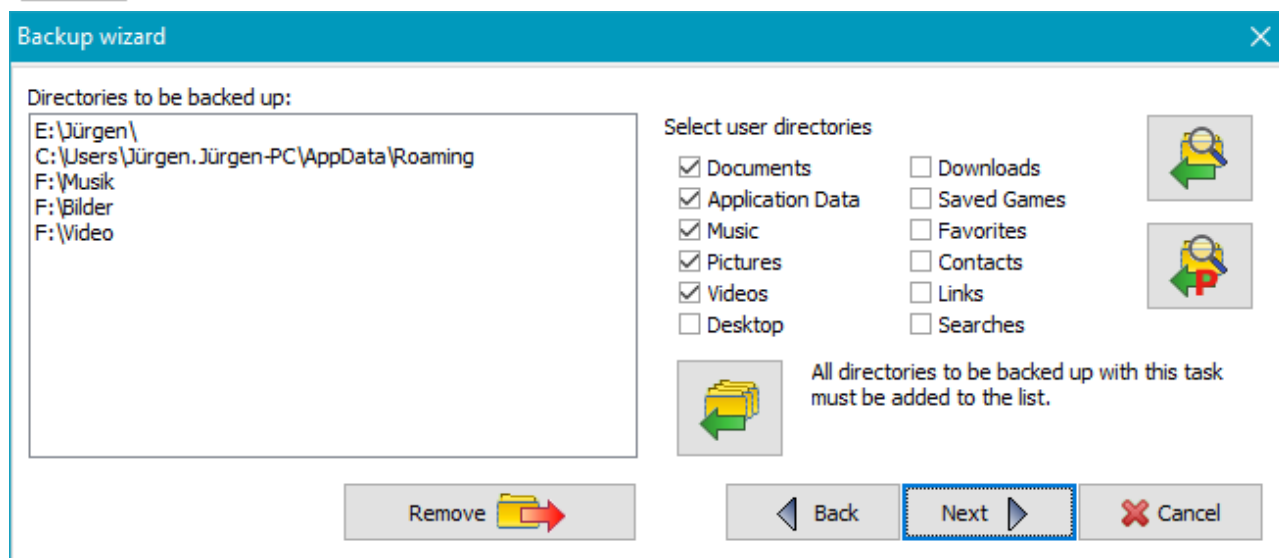 Backup wizard
Directories to be backed up:
E:\Jürgen\
C:\Users\Jürgen.Jürgen-PC\AppData\Roaming
F:\Musik
F:\Bilder
F:\Video
Select user directories
Documents
Downloads
Application Data
Saved Games
Music
Favorites
Pictures
Contacts
Videos
Links
Desktop
Searches
P
All directories to be backed up with this task
must be added to the list.
Remove
Back
Next
Cancel